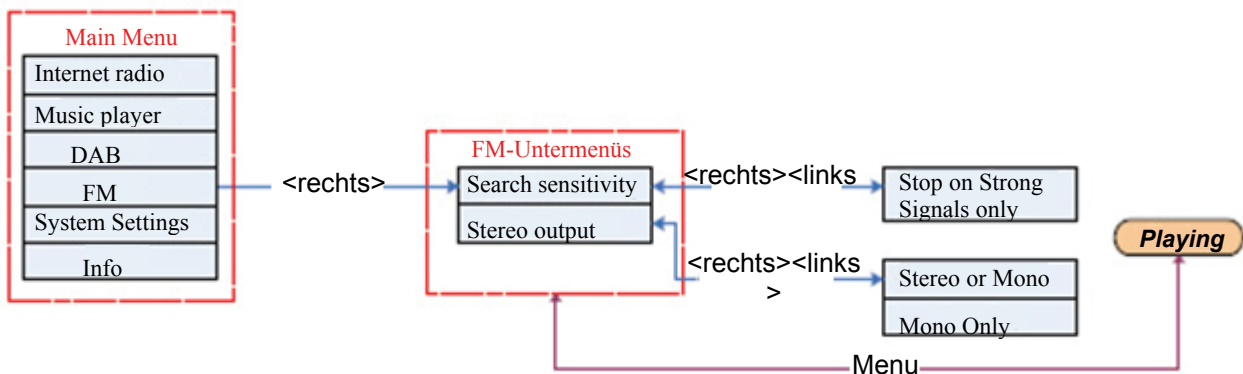 Main Menu
Internet radio
Music player
DAB
FM
System Settings
Info
<rechts>
FM-Untermenüs
Search sensitivity
Stereo output
<rechts><links
Stop on Strong
Signals only
<rechts><links
>
Stereo or Mono
Mono Only
Playing
Menu